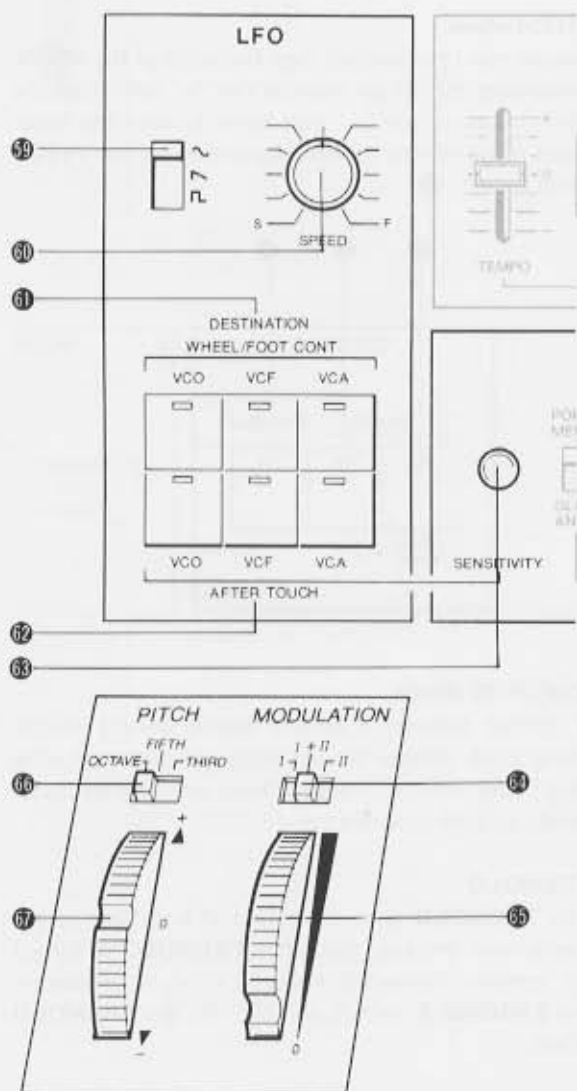 LFO
59
60
S
F
SPEED
TEMPO
61
DESTINATION
WHEEL/FOOT CONT
VCO VCF VCA
VCO VCF VCA
SENSITIVITY
AFTER TOUCH
62
63
PITCH MODULATION
FIFTH
OCTAVE THIRD
I I + II II
66
64
+
67
0
65
−
0